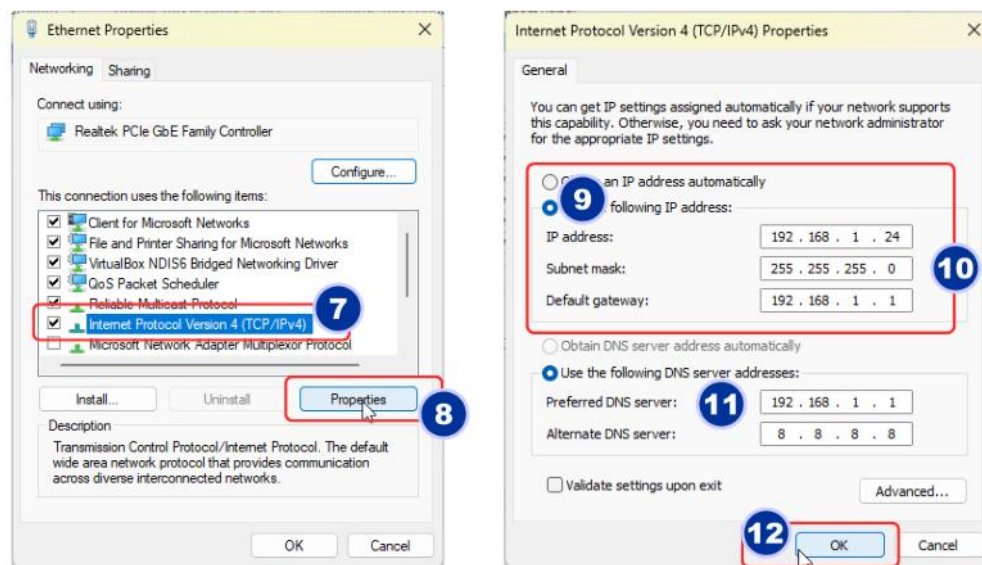 Ethernet Properties
Networking Sharing
Connect using:
Realtek PCIe GbE Family Controller
Configure...
This connection uses the following items:
Client for Microsoft Networks
File and Printer Sharing for Microsoft Networks
VirtualBox NDIS6 Bridged Networking Driver
QoS Packet Scheduler
Reliable Multicast Protocol
7
Internet Protocol Version 4 (TCP/IPv4)
Microsoft Network Adapter Multiplexor Protocol
Install... Uninstall Properties
8
Description
Transmission Control Protocol/Internet Protocol. The default
wide area network protocol that provides communication
across diverse interconnected networks.
OK Cancel
Internet Protocol Version 4 (TCP/IPv4) Properties
General
You can get IP settings assigned automatically if your network supports
this capability. Otherwise, you need to ask your network administrator
for the appropriate IP settings.
an IP address automatically
9
following IP address:
IP address: 192 . 168 . 1 . 24
Subnet mask: 255 . 255 . 255 . 0
10
Default gateway: 192 . 168 . 1 . 1
Obtain DNS server address automatically
Use the following DNS server addresses:
Preferred DNS server: 11 192 . 168 . 1 . 1
Alternate DNS server: 8 . 8 . 8 . 8
Validate settings upon exit
Advanced...
12
OK Cancel